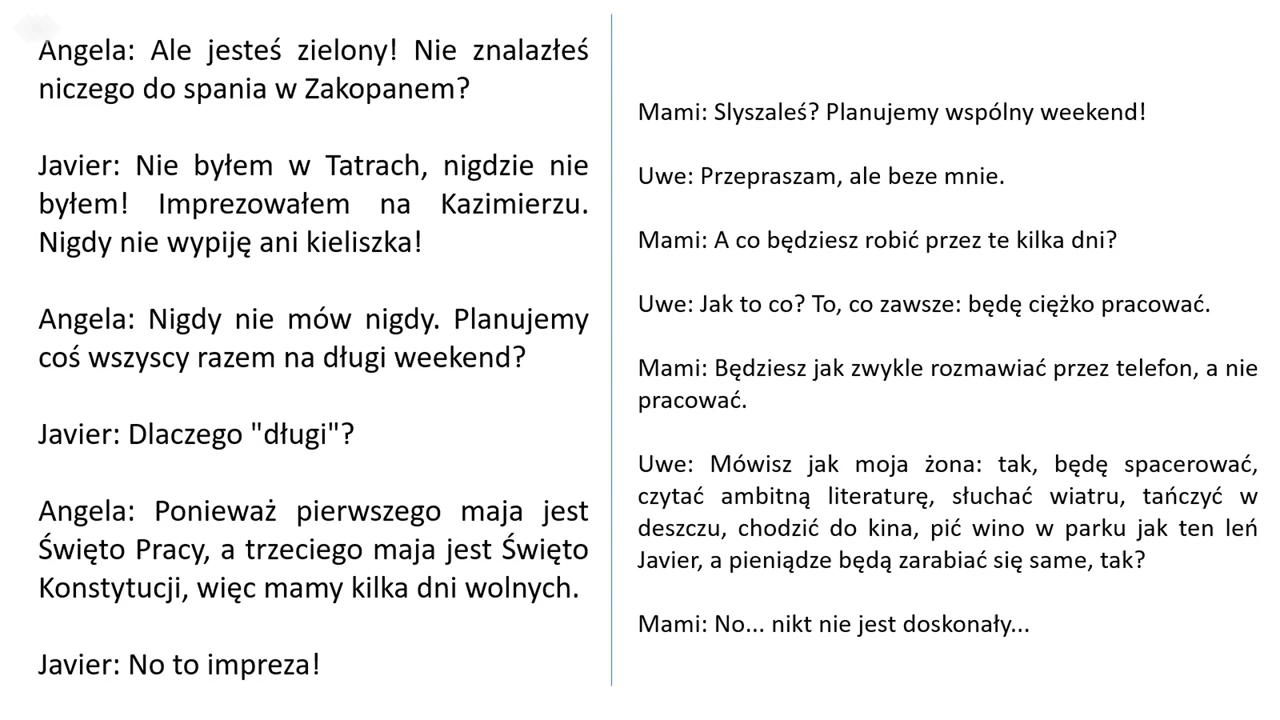 Angela: Ale jesteś zielony! Nie znalazłeś
niczego do spania w Zakopanem?
Javier: Nie byłem w Tatrach, nigdzie nie
byłem! Imprezowałem na Kazimierzu.
Nigdy nie wypiję ani kieliszka!
Angela: Nigdy nie mów nigdy. Planujemy
coś wszyscy razem na długi weekend?
Javier: Dlaczego "długi"?
Angela: Ponieważ pierwszego maja jest
Święto Pracy, a trzeciego maja jest Święto
Konstytucji, więc mamy kilka dni wolnych.
Javier: No to impreza!
Mami: Slyszaleś? Planujemy wspólny weekend!
Uwe: Przepraszam, ale beze mnie.
Mami: A co będziesz robić przez te kilka dni?
Uwe: Jak to co? To, co zawsze: będę ciężko pracować.
Mami: Będziesz jak zwykle rozmawiać przez telefon, a nie
pracować.
Uwe: Mówisz jak moja żona: tak, będę spacerować,
czytać ambitną literaturę, słuchać wiatru, tańczyć w
deszczu, chodzić do kina, pić wino w parku jak ten leń
Javier, a pieniądze będą zarabiać się same, tak?
Mami: No... nikt nie jest doskonały...